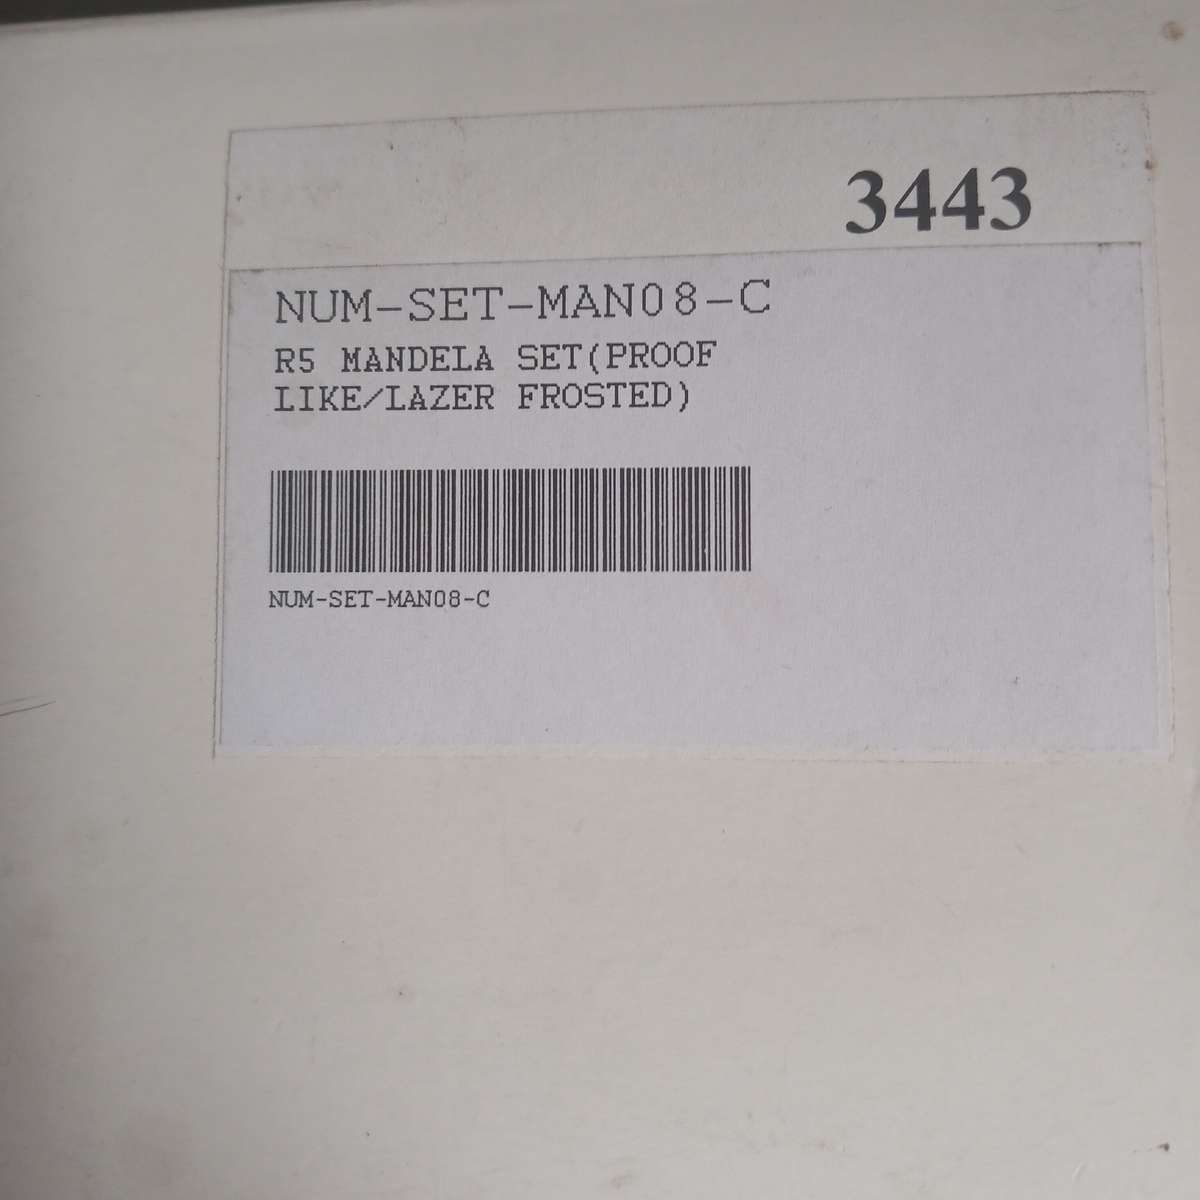 3443
NUM-SET-MAN08-C
R5 MANDELA SET(PROOF
LIKE/LAZER FROSTED)
NUM-SET-MAN08-C